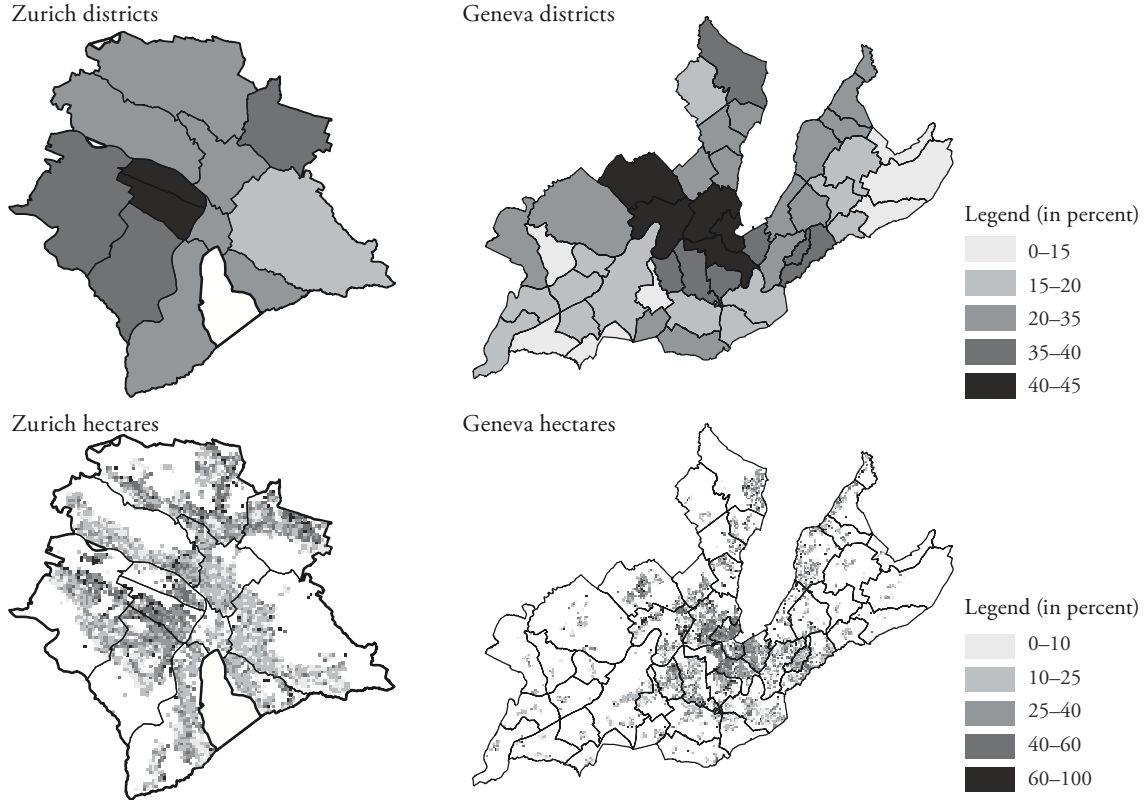 Zurich districts
Geneva districts
Legend (in percent)
0–15
15–20
20–35
35–40
40–45
Zurich hectares
Geneva hectares
Legend (in percent)
0–10
10–25
25–40
40–60
60–100